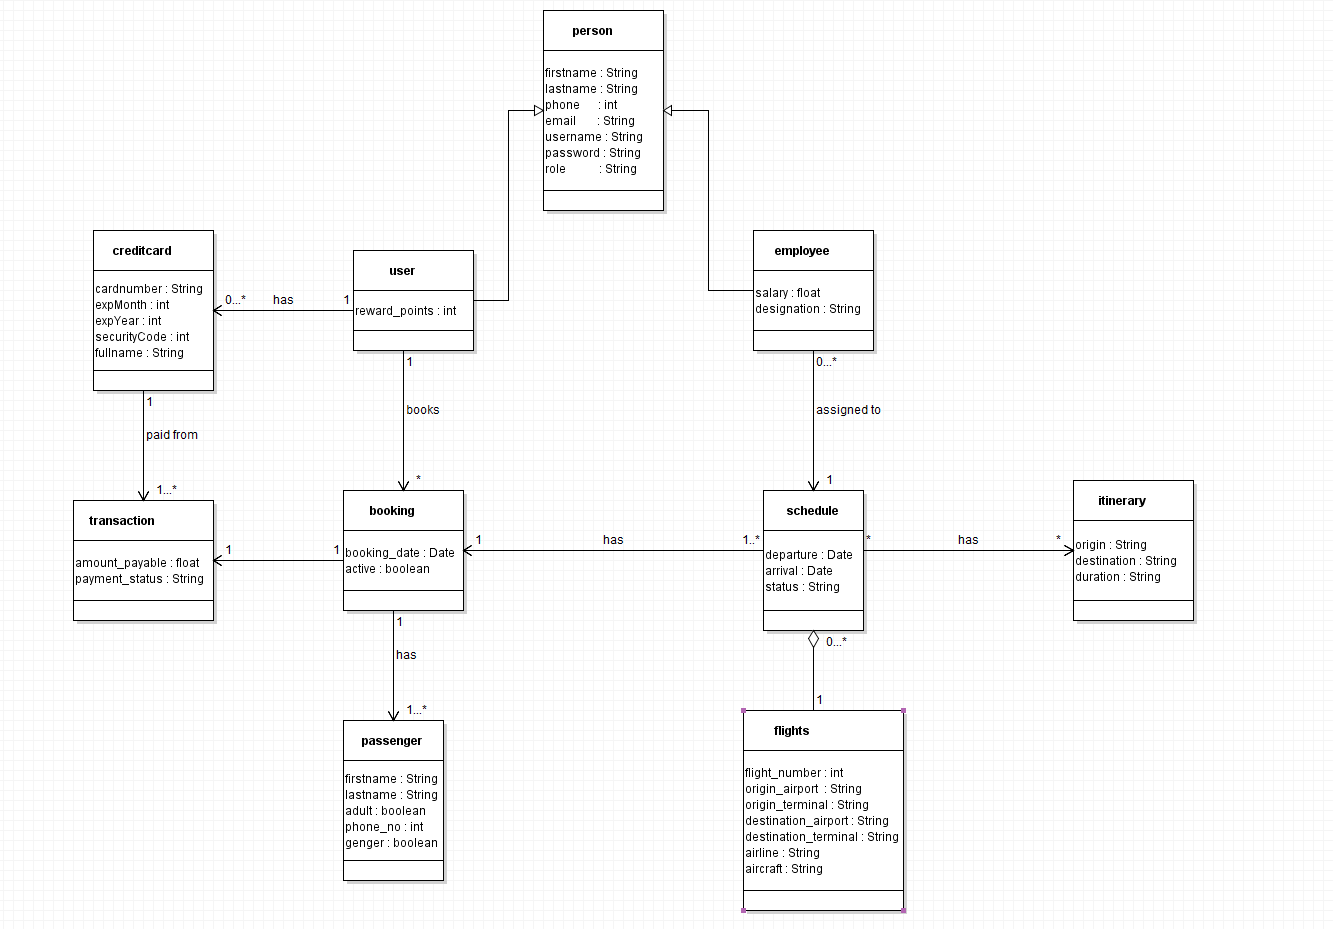 person
firstname : String
lastname : String
phone : int
email : String
username : String
password : String
role : String
creditcard
cardnumber : String
expMonth : int
expYear : int
securityCode : int
fullname : String
0...* has 1
user
reward_points : int
employee
salary : float
designation : String
1
paid from
1...*
1
books
*
0...*
assigned to
1
transaction
amount_payable : float
payment_status : String
1 1
booking
booking_date : Date
active : boolean
1 has 1..*
schedule
departure : Date
arrival : Date
status : String
* has *
itinerary
origin : String
destination : String
duration : String
1
has
1...*
0...*
1
passenger
firstname : String
lastname : String
adult : boolean
phone_no : int
genger : boolean
flights
flight_number : int
origin_airport : String
origin_terminal : String
destination_airport : String
destination_terminal : String
airline : String
aircraft : String